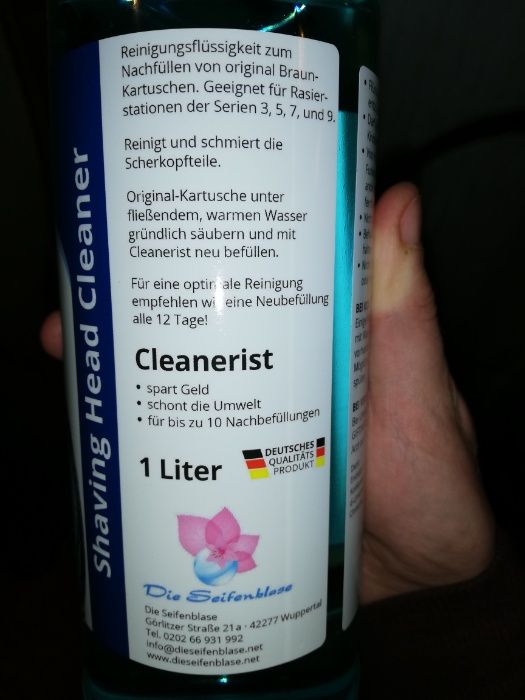 Shaving Head Cleaner
Reinigungsflüssigkeit zum
Nachfüllen von original Braun-
Kartuschen. Geeignet für Rasier-
stationen der Serien 3, 5, 7, und 9.
Reinigt und schmiert die
Scherkopfteile.
Original-Kartusche unter
fließendem, warmen Wasser
gründlich säubern und mit
Cleanerist neu befüllen.
Für eine optimale Reinigung
empfehlen wir eine Neubefüllung
alle 12 Tage!
Cleanerist
• spart Geld
• schont die Umwelt
• für bis zu 10 Nachbefüllungen
1 Liter
DEUTSCHES
QUALITÄTS
PRODUKT
Die Seifenblase
Die Seifenblase
Görlitzer Straße 21a · 42277 Wuppertal
Tel. 0202 66 931 992
info@dieseifenblase.net
www.dieseifenblase.net